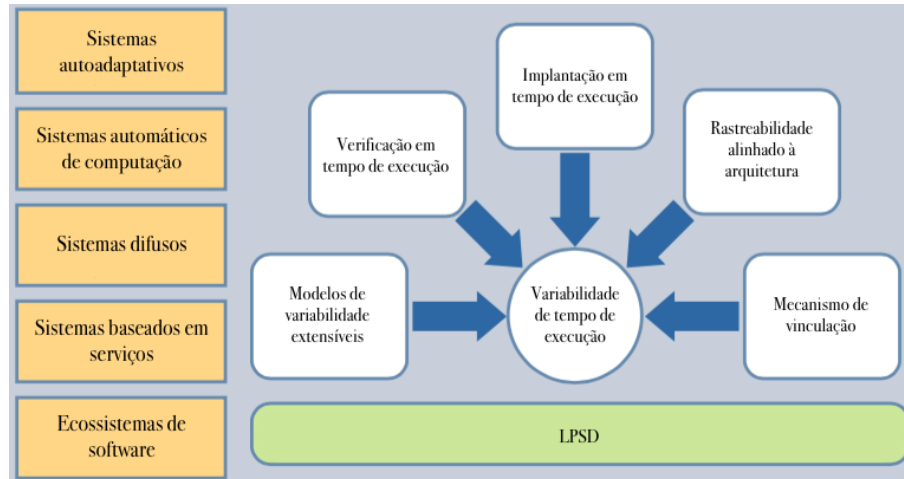 Sistemas
autoadaptativos
Sistemas automáticos
de computação
Sistemas difusos
Sistemas baseados em
serviços
Ecossistemas de
software
Implantação em
tempo de execução
Verificação em
tempo de execução
Rastreabilidade
alinhado à
arquitetura
Modelos de
variabilidade
extensíveis
Variabilidade
de tempo de
execução
Mecanismo de
vinculação
LPSD